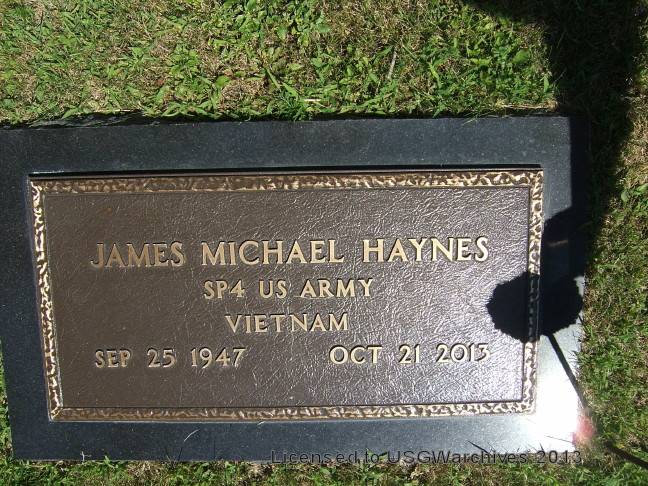 JAMES MICHAEL HAYNES
SP4 US ARMY
VIETNAM
SEP 25 1947 OCT 21 2013
Licensed to USGWarchives 2013